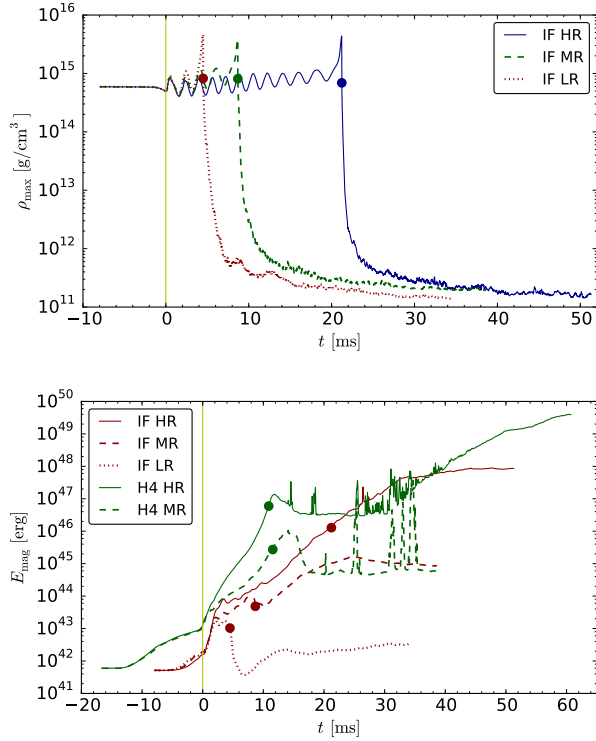 10^16
10^15
10^14
10^13
10^12
10^11
ρ_max [g/cm^3]
IF HR
IF MR
IF LR
−10 0 10 20 30 40 50
t [ms]
10^50
10^49
10^48
10^47
10^46
10^45
10^44
10^43
10^42
10^41
E_mag [erg]
IF HR
IF MR
IF LR
H4 HR
H4 MR
−20 −10 0 10 20 30 40 50 60
t [ms]